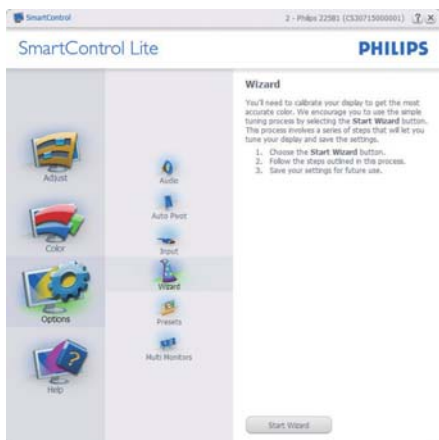 SmartControl
2 - Philips 225B1 (CS30715000001)
SmartControl Lite
PHILIPS
Adjust
Color
Options
Help
Audio
Auto Pivot
Input
Wizard
Presets
Multi Monitors
Wizard
You'll need to calibrate your display to get the most
accurate color. We encourage you to use the simple
tuning process by selecting the Start Wizard button.
This process involves a series of steps that will let you
tune your display and save the settings.
1. Choose the Start Wizard button.
2. Follow the steps outlined in this process.
3. Save your settings for future use.
Start Wizard